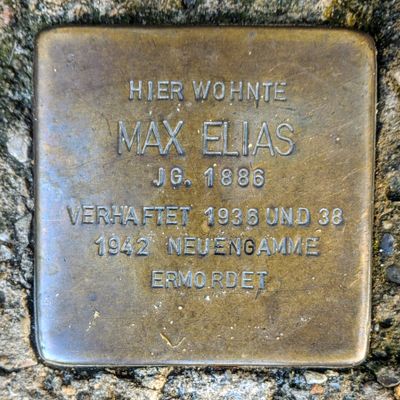 HIER WOHNTE
MAX ELIAS
JG. 1886
VERHAFTET 1936 UND 38
1942 NEUENGAMME
ERMORDET